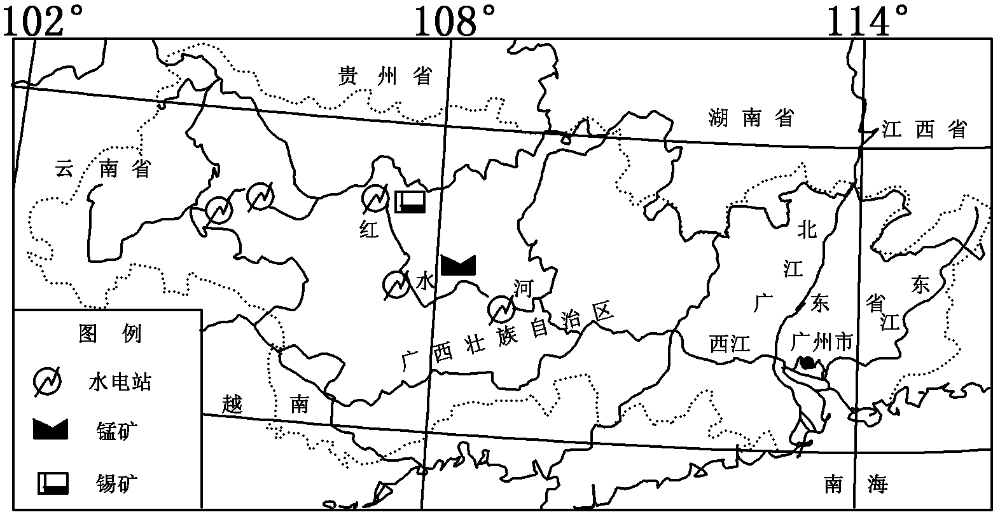 102° 108° 114°
贵州省
湖南省
江西省
云南省
红
水
河
北
江
广东省
东
江
广西壮族自治区
西江
广州市
越南
南海
图例
水电站
锰矿
锡矿